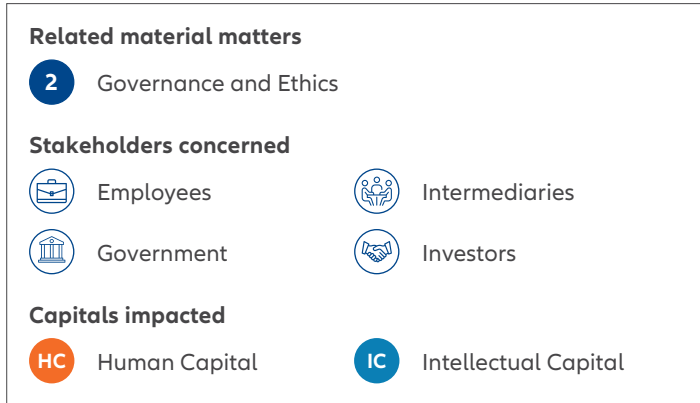 Related material matters
2 Governance and Ethics
Stakeholders concerned
Employees Intermediaries
Government Investors
Capitals impacted
HC Human Capital IC Intellectual Capital